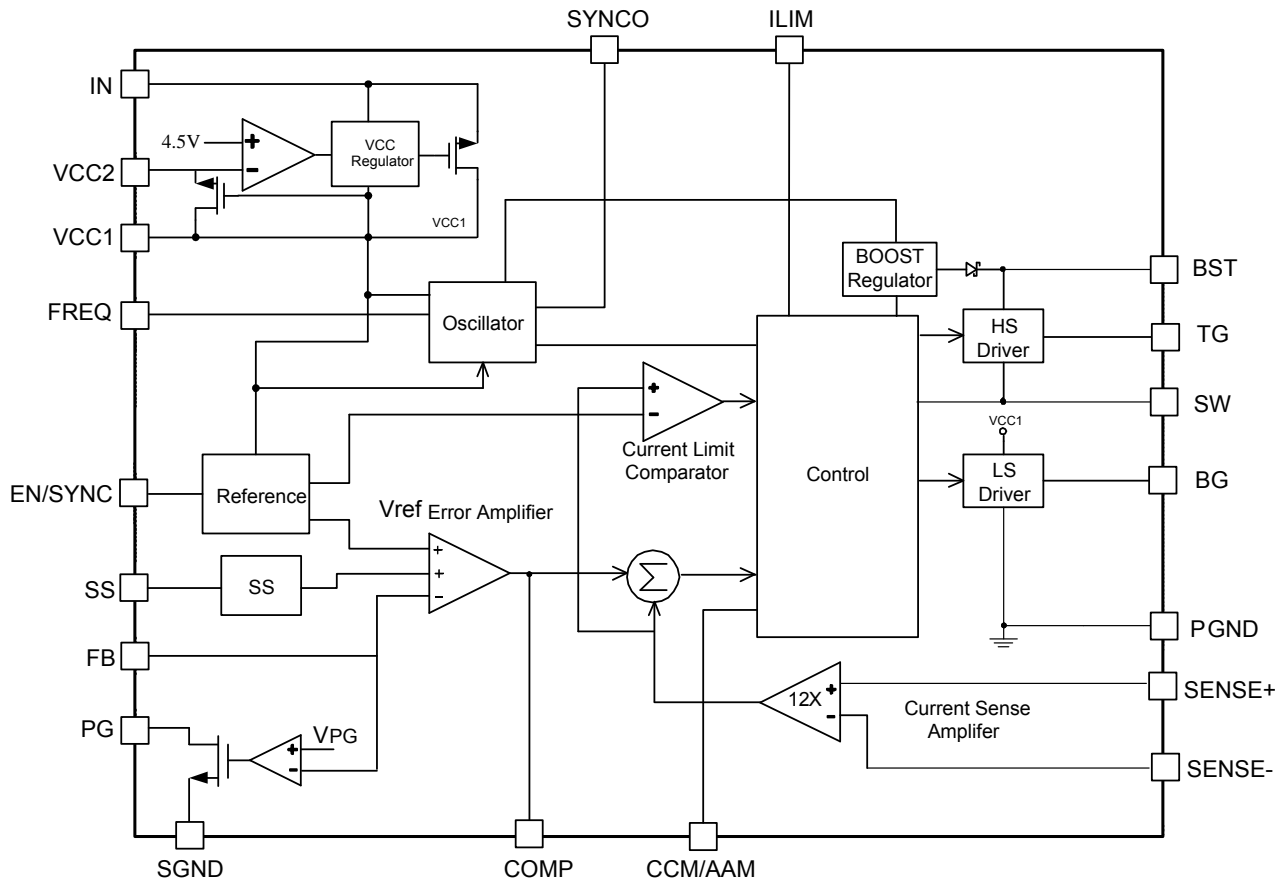 SYNCO
ILIM
IN
4.5V
+
-
VCC
Regulator
VCC2
VCC1
VCC1
FREQ
Oscillator
BOOST
Regulator
BST
HS
Driver
TG
SW
+
-
Current Limit
Comparator
Control
VCC1
LS
Driver
BG
EN/SYNC
Reference
Vref Error Amplifier
+
+
-
SS
SS
Σ
FB
PGND
12X
+
-
Current Sense
Amplifer
SENSE+
SENSE-
PG
VPG
+
-
SGND
COMP
CCM/AAM